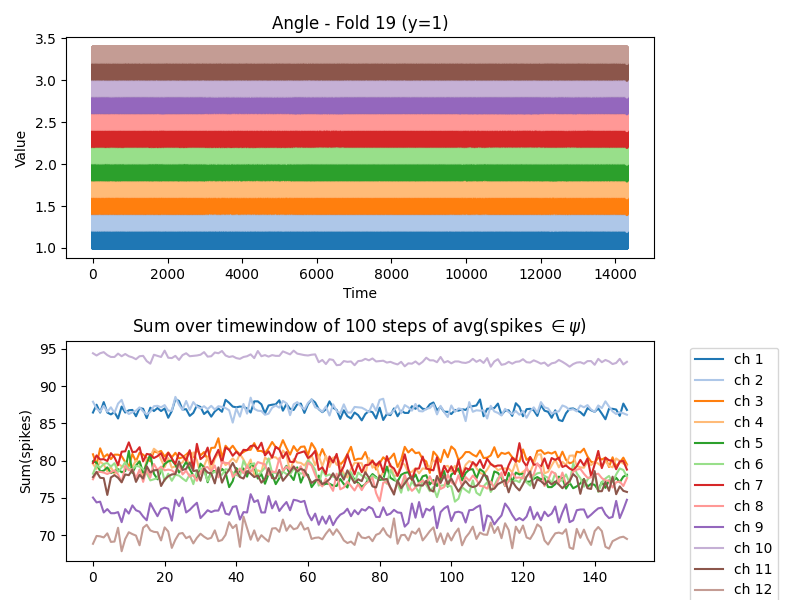 Angle - Fold 19 (y=1)
3.5
3.0
2.5
2.0
1.5
1.0
Value
0 2000 4000 6000 8000 10000 12000 14000
Time
Sum over timewindow of 100 steps of avg(spikes ∈ ψ)
95
90
85
80
75
70
Sum(spikes)
0 20 40 60 80 100 120 140
ch 1
ch 2
ch 3
ch 4
ch 5
ch 6
ch 7
ch 8
ch 9
ch 10
ch 11
ch 12